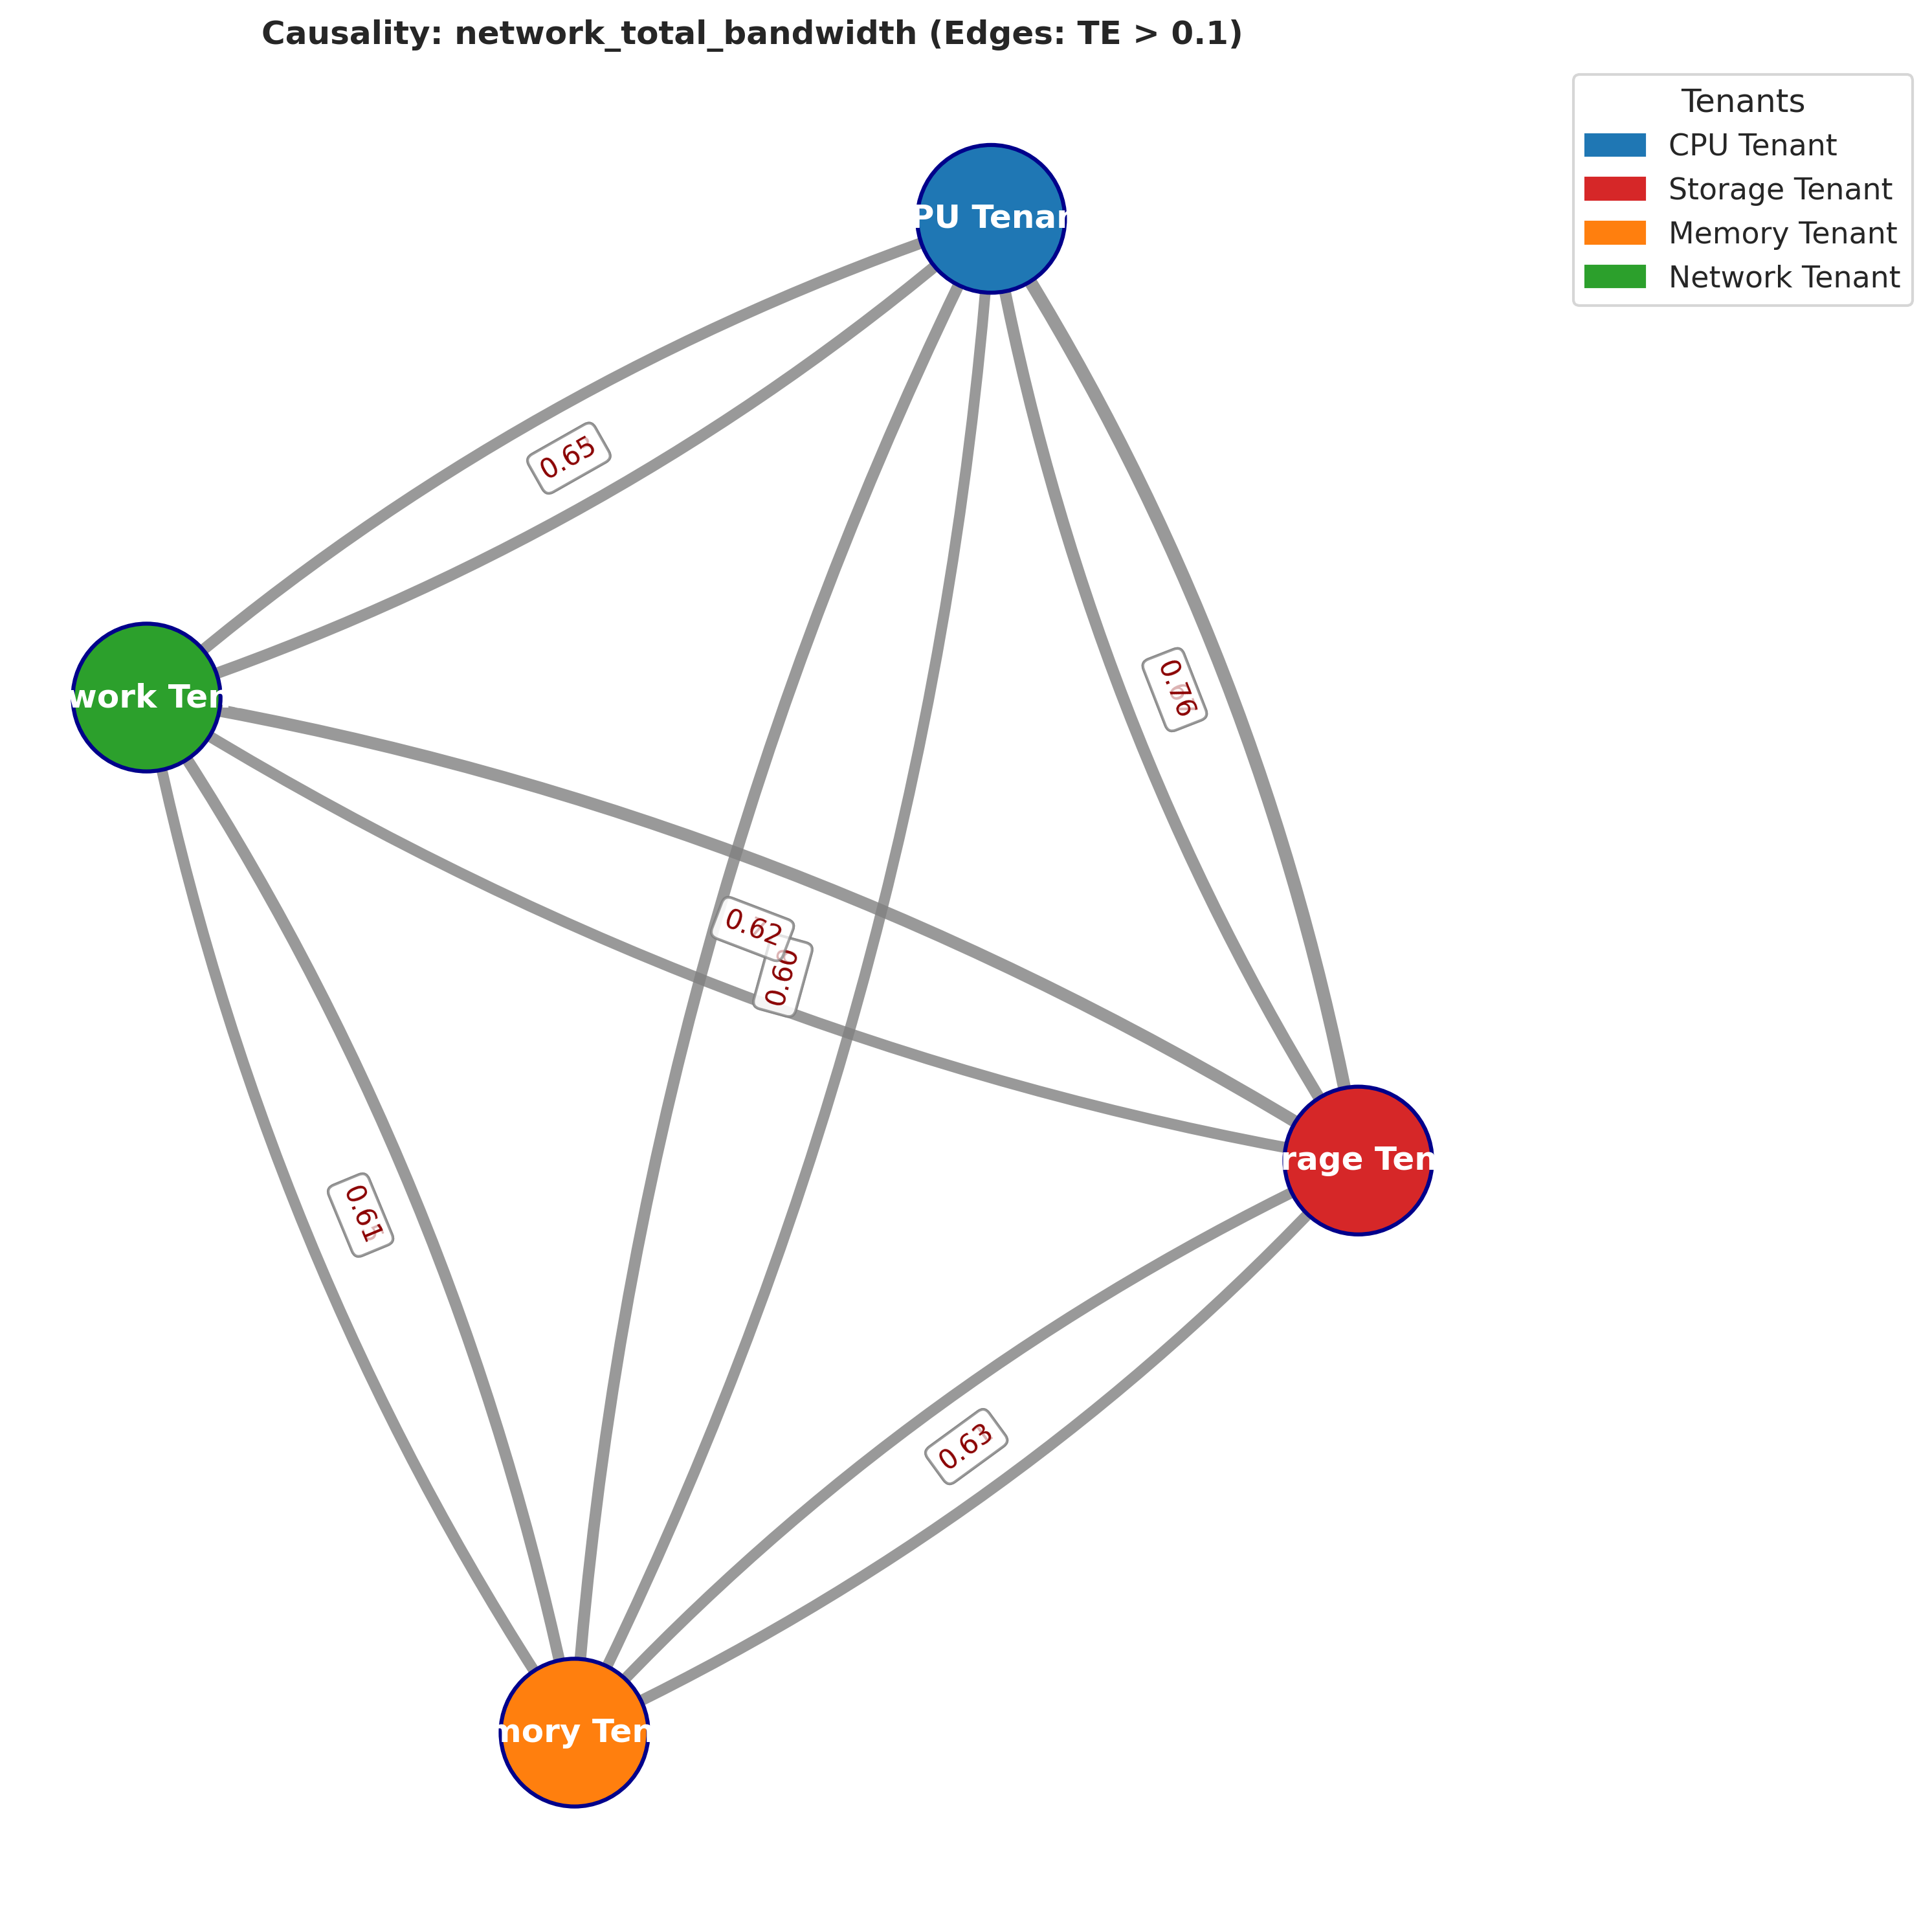 Causality: network_total_bandwidth (Edges: TE > 0.1)
Tenants
CPU Tenant
Storage Tenant
Memory Tenant
Network Tenant
PU Tenan
0.65
0.76
work Ten
0.62
0.60
rage Ten
0.61
0.63
mory Ten